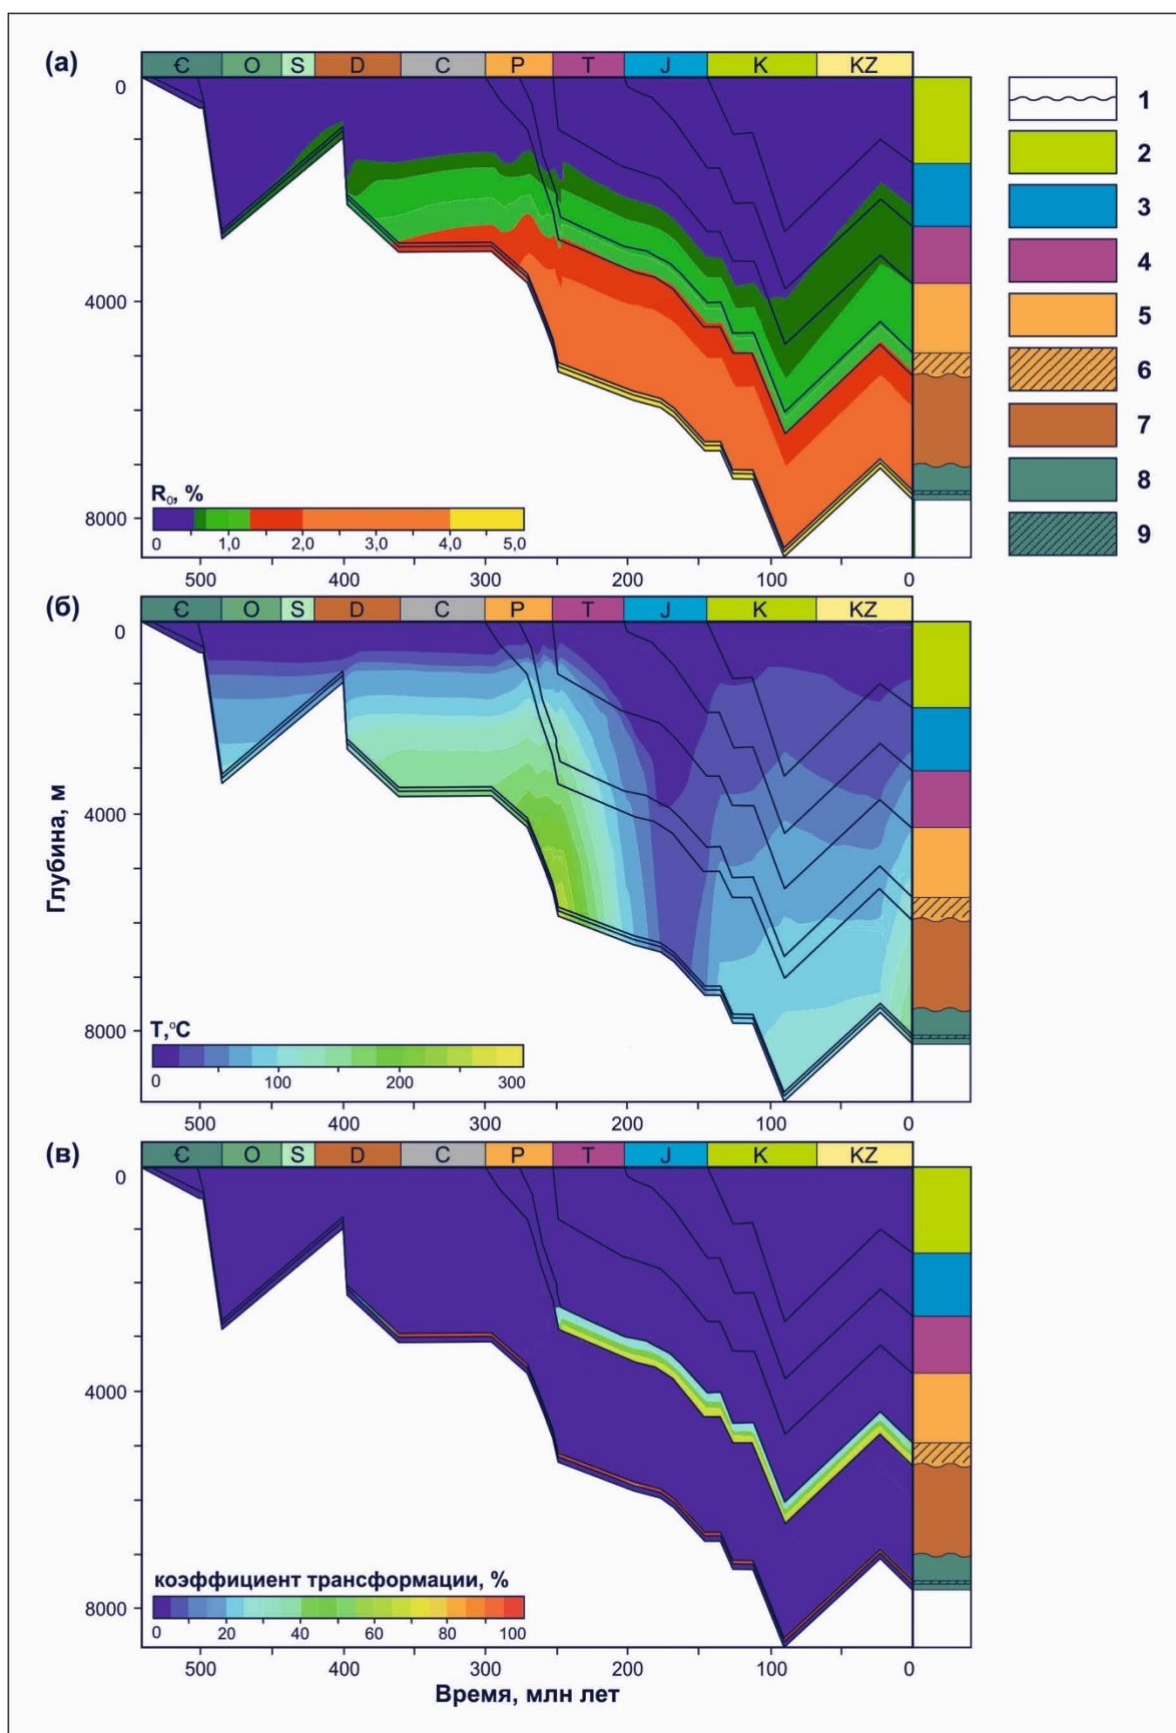 (а)
Є O S D C P T J K KZ
0
4000
8000
R₀, %
0 1,0 2,0 3,0 4,0 5,0
500 400 300 200 100 0
1
2
3
4
5
6
7
8
9
(б)
Є O S D C P T J K KZ
0
4000
8000
Глубина, м
T,°C
0 100 200 300
500 400 300 200 100 0
(в)
Є O S D C P T J K KZ
0
4000
8000
коэффициент трансформации, %
0 20 40 60 80 100
500 400 300 200 100 0
Время, млн лет